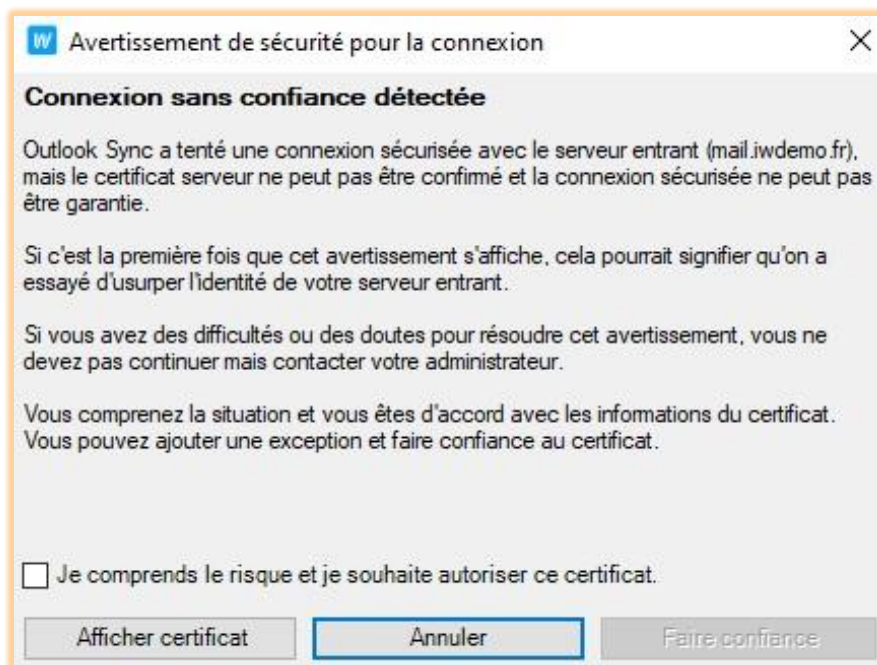 W Avertissement de sécurité pour la connexion
Connexion sans confiance détectée
Outlook Sync a tenté une connexion sécurisée avec le serveur entrant (mail.iwdemo.fr),
mais le certificat serveur ne peut pas être confirmé et la connexion sécurisée ne peut pas
être garantie.
Si c'est la première fois que cet avertissement s'affiche, cela pourrait signifier qu'on a
essayé d'usurper l'identité de votre serveur entrant.
Si vous avez des difficultés ou des doutes pour résoudre cet avertissement, vous ne
devez pas continuer mais contacter votre administrateur.
Vous comprenez la situation et vous êtes d'accord avec les informations du certificat.
Vous pouvez ajouter une exception et faire confiance au certificat.
Je comprends le risque et je souhaite autoriser ce certificat.
Afficher certificat Annuler Faire confiance